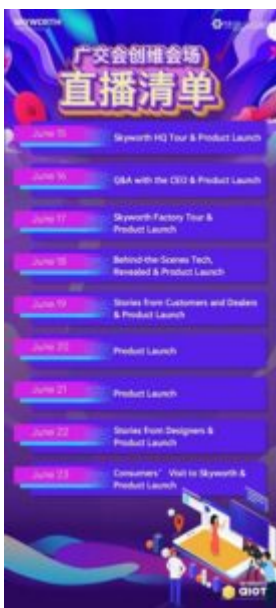 SKYWORTH
广交会创维会场
直播清单
June 15
Skyworth HQ Tour & Product Launch
June 16
Q&A with the CEO & Product Launch
June 17
Skyworth Factory Tour &
Product Launch
June 18
Behind-the-Scenes Tech,
Revealed & Product Launch
June 19
Stories from Customers and Dealers
& Product Launch
June 20
Product Launch
June 21
Product Launch
June 22
Stories from Designers &
Product Launch
June 23
Consumers' Visit to Skyworth &
Product Launch
AIOT